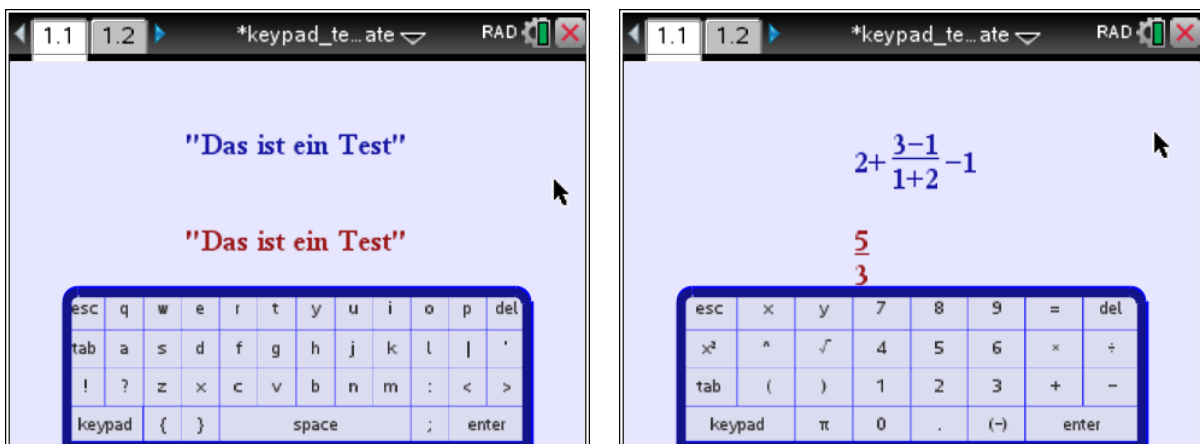 1.1 1.2 *keypad_te…ate RAD
"Das ist ein Test"
"Das ist ein Test"
esc q w e r t y u i o p del
tab a s d f g h j k l | '
! ? z x c v b n m : < >
keypad { } space ; enter
1.1 1.2 *keypad_te…ate RAD
2+ 3−1/1+2 −1
5/3
esc x y 7 8 9 = del
x² ^ √ 4 5 6 × ÷
tab ( ) 1 2 3 + −
keypad π 0 . (−) enter